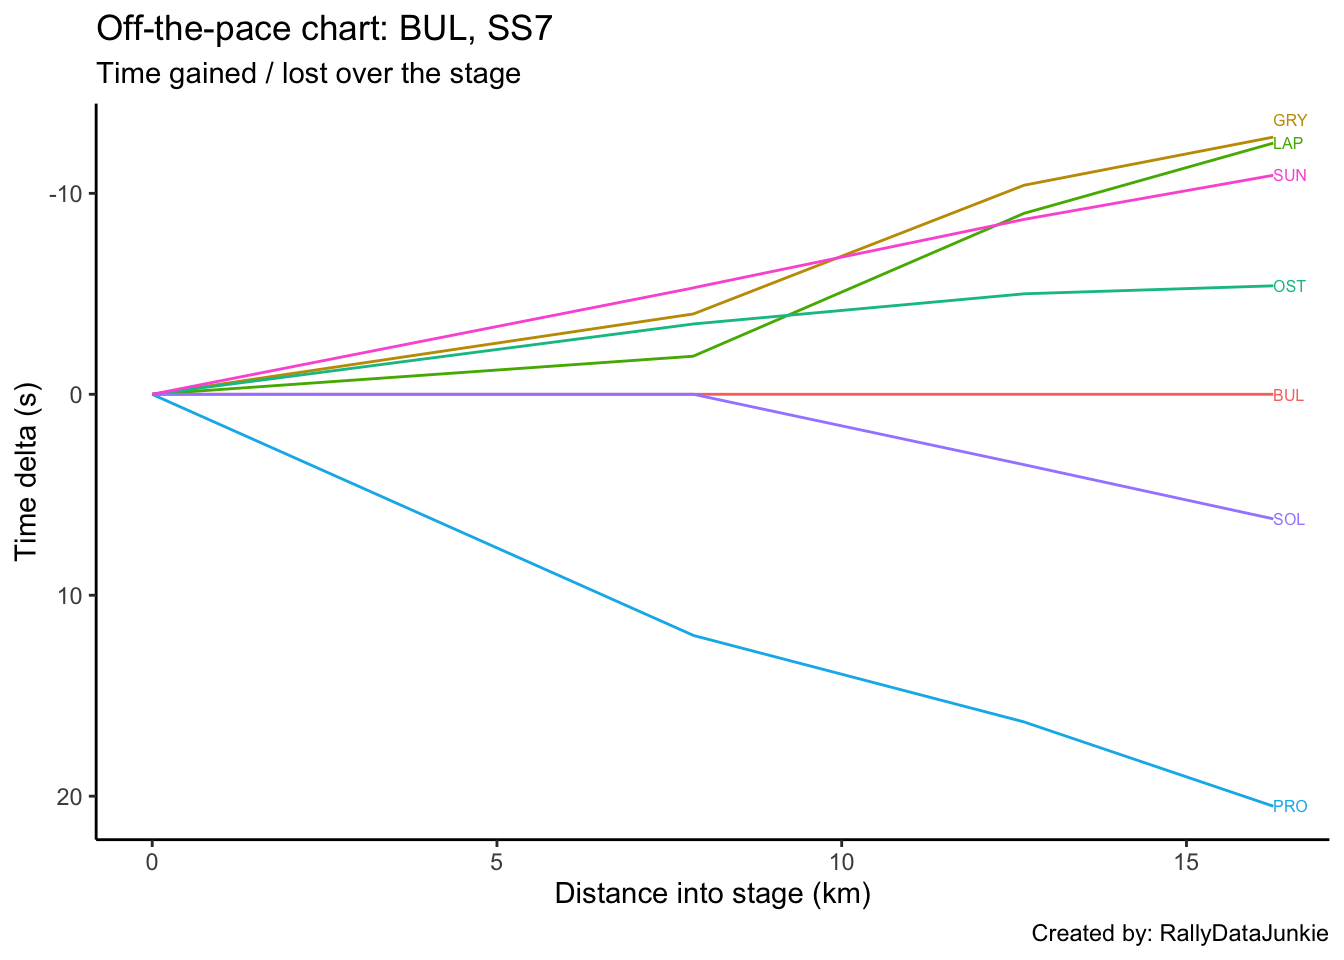 Off-the-pace chart: BUL, SS7
Time gained / lost over the stage
GRY
LAP
SUN
OST
BUL
SOL
PRO
-10
0
10
20
Time delta (s)
0
5
10
15
Distance into stage (km)
Created by: RallyDataJunkie